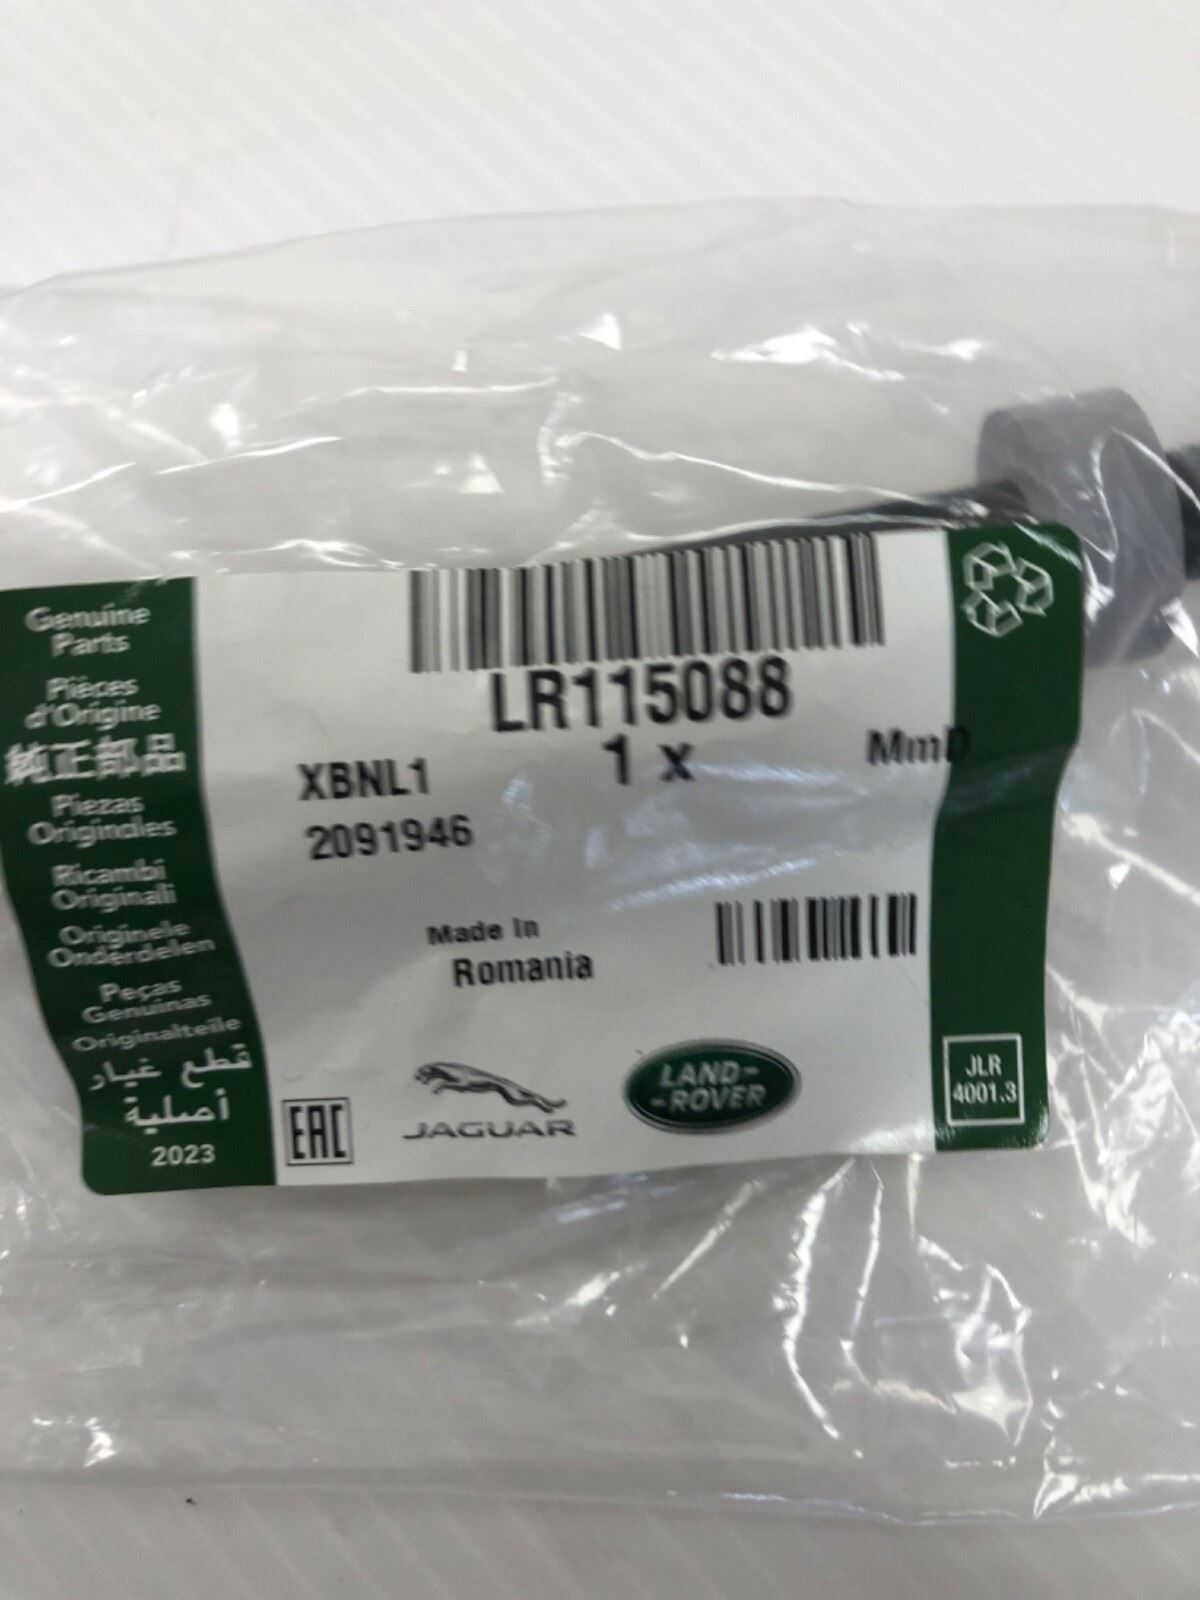 Genuine
Parts
Pièces
d'Origine
純正部品
Piezas
Originales
Ricambi
Originali
Originele
Onderdelen
Peças
Genuinas
Originalteile
قطع غيار
أصلية
2023
LR115088
1 x
MmD
XBNL1
2091946
Made In
Romania
EAC
JAGUAR
LAND-
-ROVER
JLR
4001.3